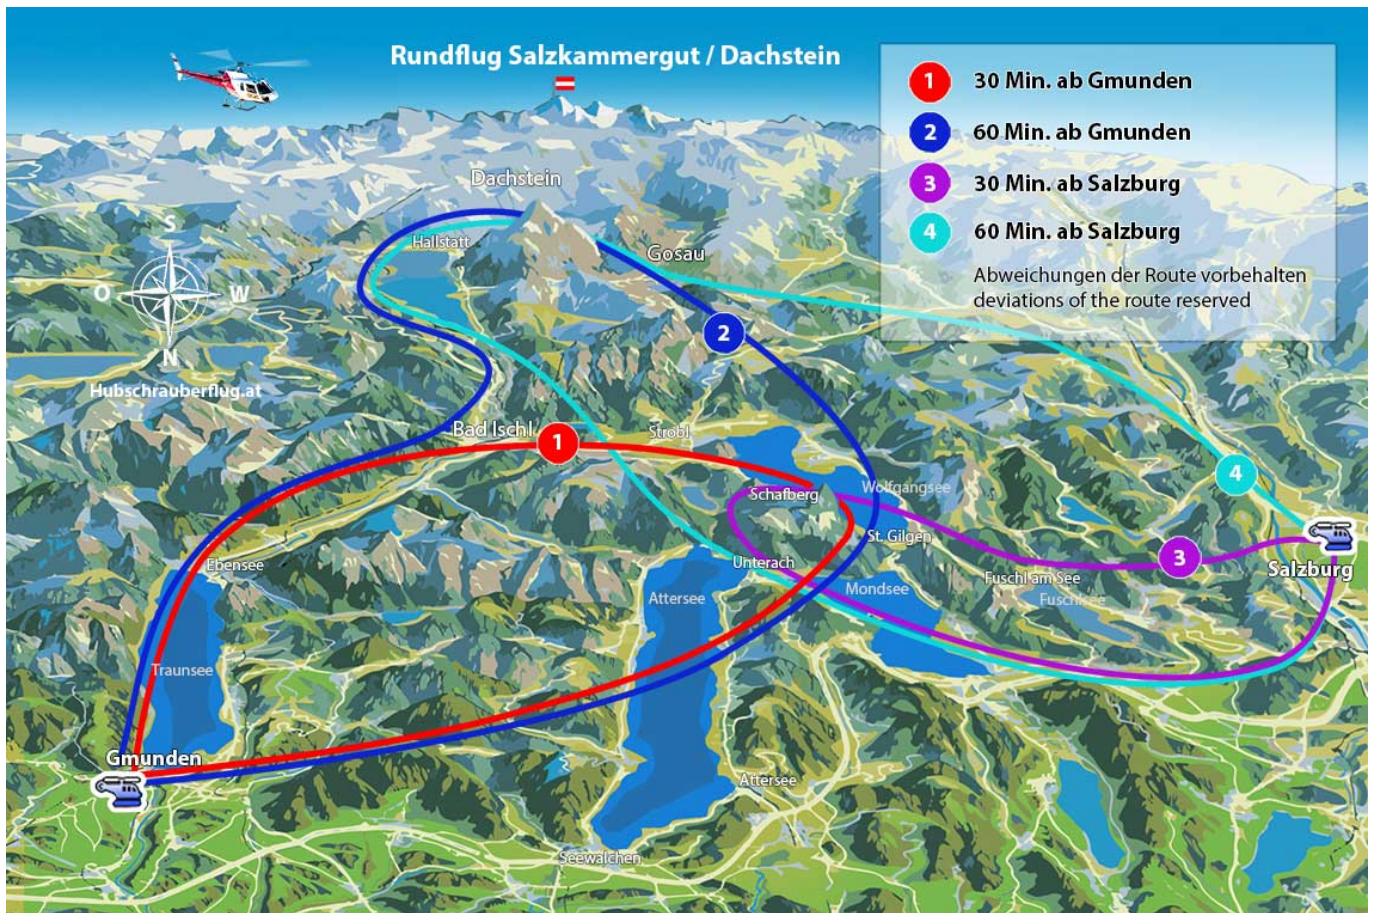 Rundflug Salzkammergut / Dachstein
1 30 Min. ab Gmunden
2 60 Min. ab Gmunden
3 30 Min. ab Salzburg
4 60 Min. ab Salzburg
Abweichungen der Route vorbehalten
deviations of the route reserved
Dachstein
S
O W
N
Hubschrauberflug.at
Hallstatt
Gosau
2
Bad Ischl
1
Strobl
4
Schafberg
Wolfgangsee
St. Gilgen
3
Salzburg
Ebensee
Unterach
Mondsee
Fuschl am See
Fuschlsee
Attersee
Traunsee
Gmunden
Attersee
Seewalchen